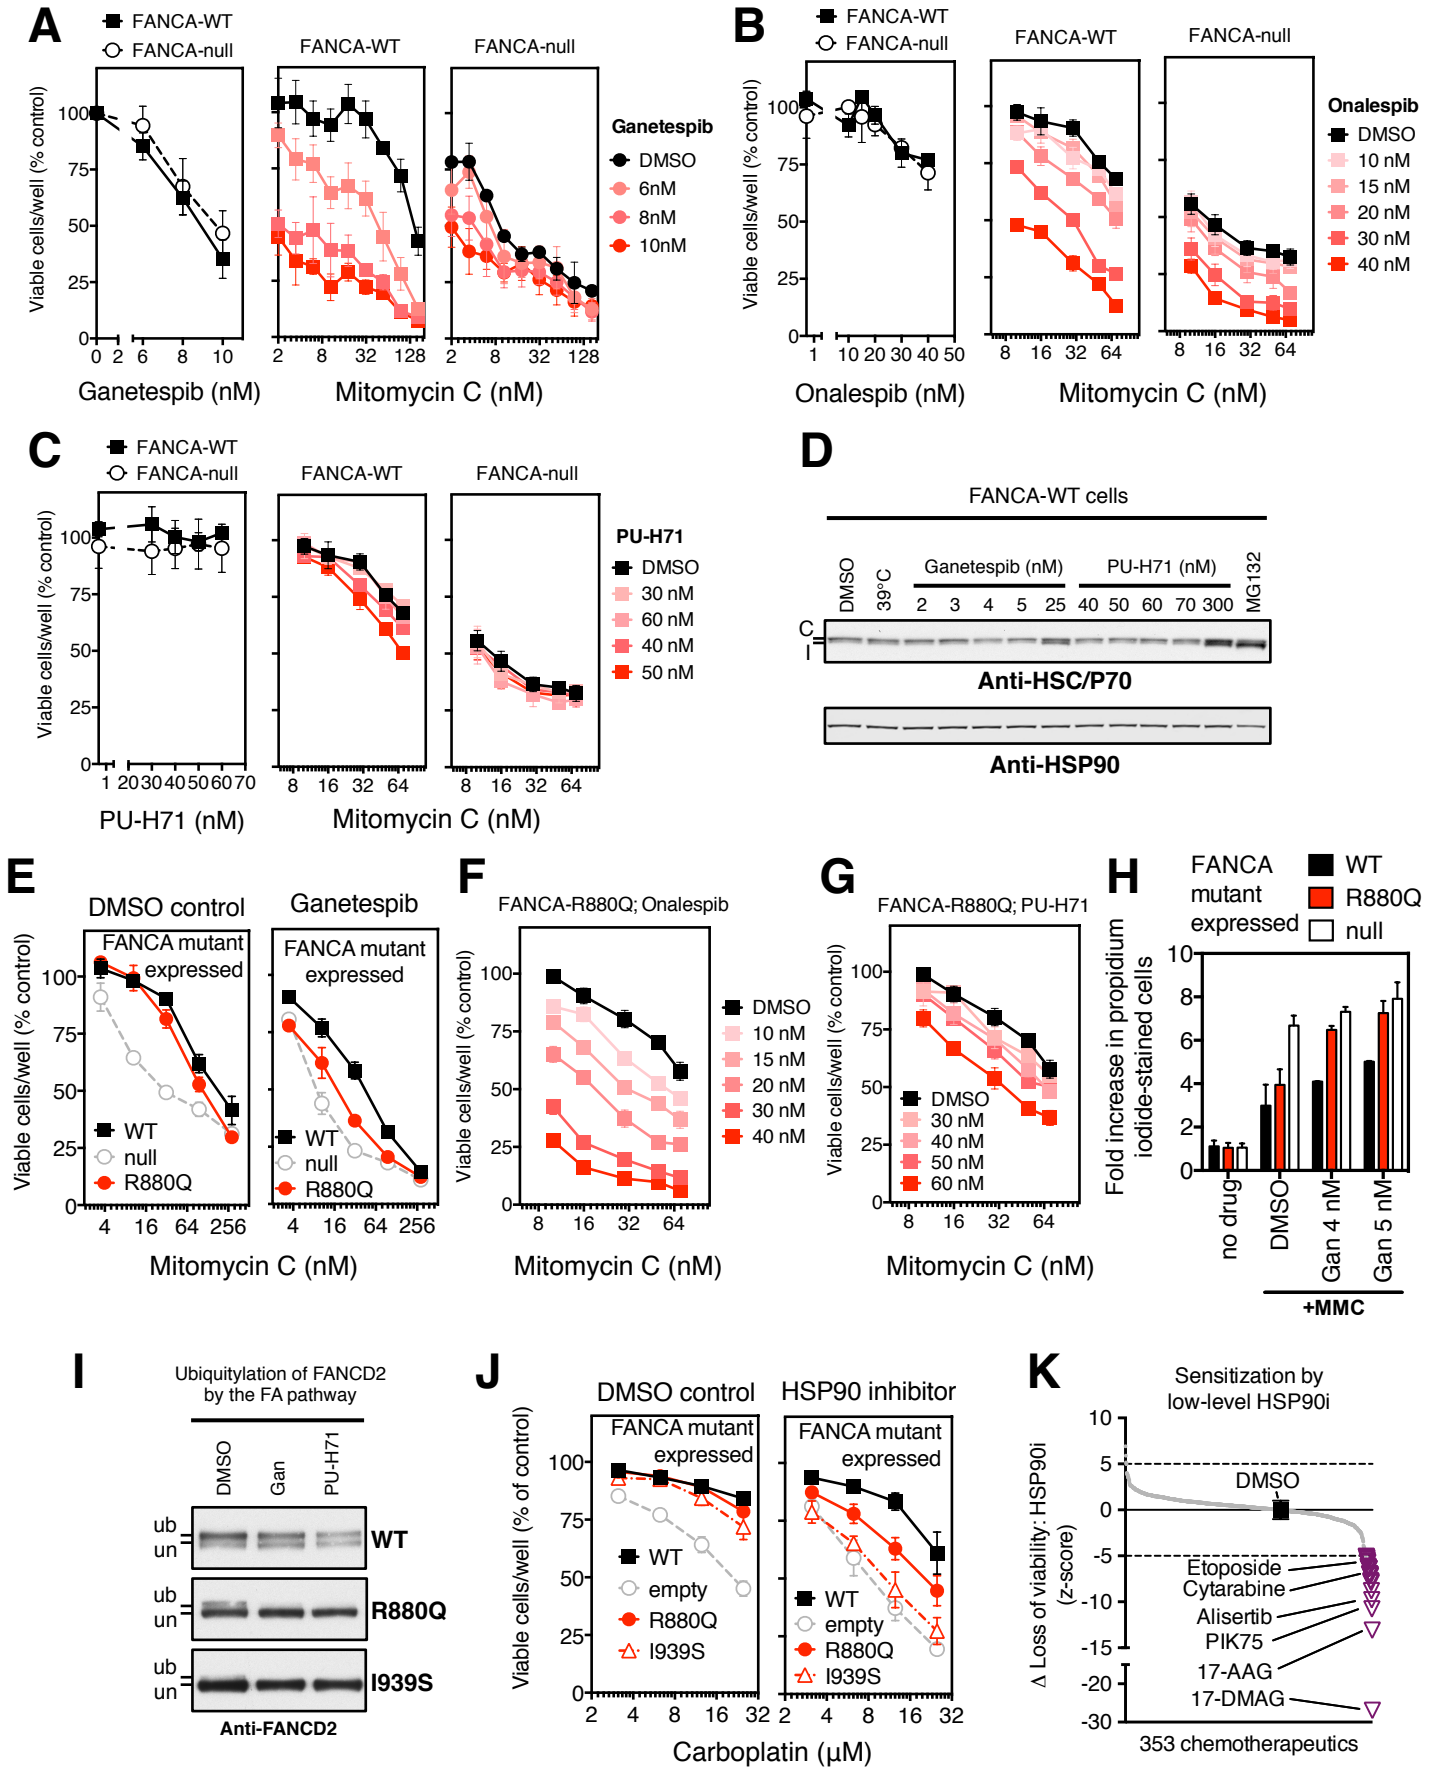 A
FANCA-WT
FANCA-null
FANCA-WT
FANCA-null
Viable cells/well (% control)
100
75
50
25
0
0 2 6 8 10
2 8 32 128
2 8 32 128
Ganetespib (nM)
Mitomycin C (nM)
Ganetespib
DMSO
6nM
8nM
10nM
B
FANCA-WT
FANCA-null
FANCA-WT
FANCA-null
Viable cells/well (% control)
100
75
50
25
0
1 10 20 30 40 50
8 16 32 64
8 16 32 64
Onalespib (nM)
Mitomycin C (nM)
Onalespib
DMSO
10 nM
15 nM
20 nM
30 nM
40 nM
C
FANCA-WT
FANCA-null
FANCA-WT
FANCA-null
Viable cells/well (% control)
100
75
50
25
0
1 20 30 40 50 60 70
8 16 32 64
8 16 32 64
PU-H71 (nM)
Mitomycin C (nM)
PU-H71
DMSO
30 nM
60 nM
40 nM
50 nM
D
FANCA-WT cells
DMSO
39°C
Ganetespib (nM)
PU-H71 (nM)
MG132
2 3 4 5 25 40 50 60 70 300
C
I
Anti-HSC/P70
Anti-HSP90
E
DMSO control
Ganetespib
FANCA mutant
expressed
FANCA mutant
expressed
Viable cells/well (% control)
100
75
50
25
0
WT
null
R880Q
WT
null
R880Q
4 16 64 256
4 16 64 256
Mitomycin C (nM)
F
FANCA-R880Q; Onalespib
Viable cells/well (% control)
100
75
50
25
0
8 16 32 64
Mitomycin C (nM)
DMSO
10 nM
15 nM
20 nM
30 nM
40 nM
G
FANCA-R880Q; PU-H71
Viable cells/well (% control)
100
75
50
25
0
DMSO
30 nM
40 nM
50 nM
60 nM
8 16 32 64
Mitomycin C (nM)
H
FANCA
mutant
expressed
WT
R880Q
null
Fold increase in propidium
iodide-stained cells
10
8
6
4
2
0
no drug
DMSO
Gan 4 nM
Gan 5 nM
+MMC
I
Ubiquitylation of FANCD2
by the FA pathway
DMSO
Gan
PU-H71
ub
un
WT
ub
un
R880Q
ub
un
I939S
Anti-FANCD2
J
DMSO control
HSP90 inhibitor
FANCA mutant
expressed
FANCA mutant
expressed
Viable cells/well (% of control)
100
75
50
25
0
WT
empty
R880Q
I939S
WT
empty
R880Q
I939S
2 4 8 16 32
2 4 8 16 32
Carboplatin (µM)
K
Sensitization by
low-level HSP90i
Δ Loss of viability: HSP90i
(z-score)
10
5
0
-5
-10
-15
-20
-30
DMSO
Etoposide
Cytarabine
Alisertib
PIK75
17-AAG
17-DMAG
353 chemotherapeutics